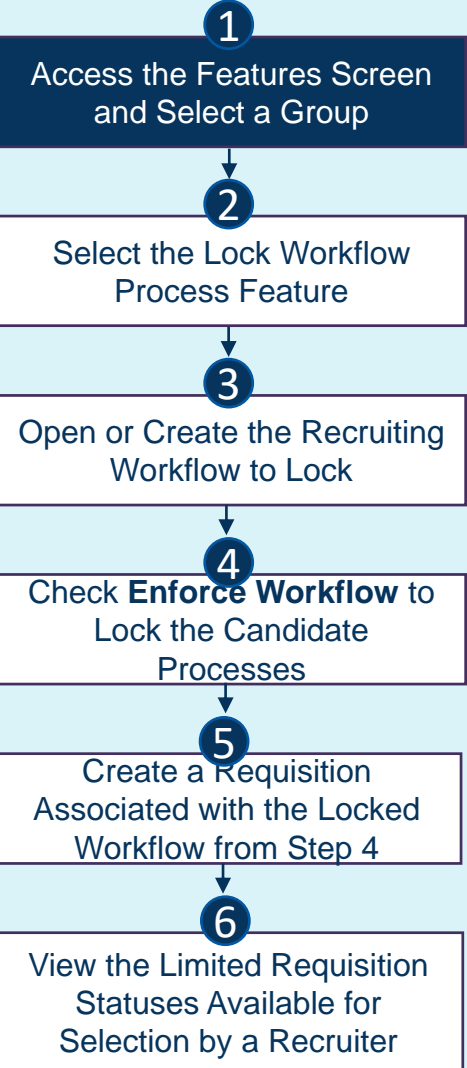 1
Access the Features Screen
and Select a Group
2
Select the Lock Workflow
Process Feature
3
Open or Create the Recruiting
Workflow to Lock
4
Check Enforce Workflow to
Lock the Candidate
Processes
5
Create a Requisition
Associated with the Locked
Workflow from Step 4
6
View the Limited Requisition
Statuses Available for
Selection by a Recruiter